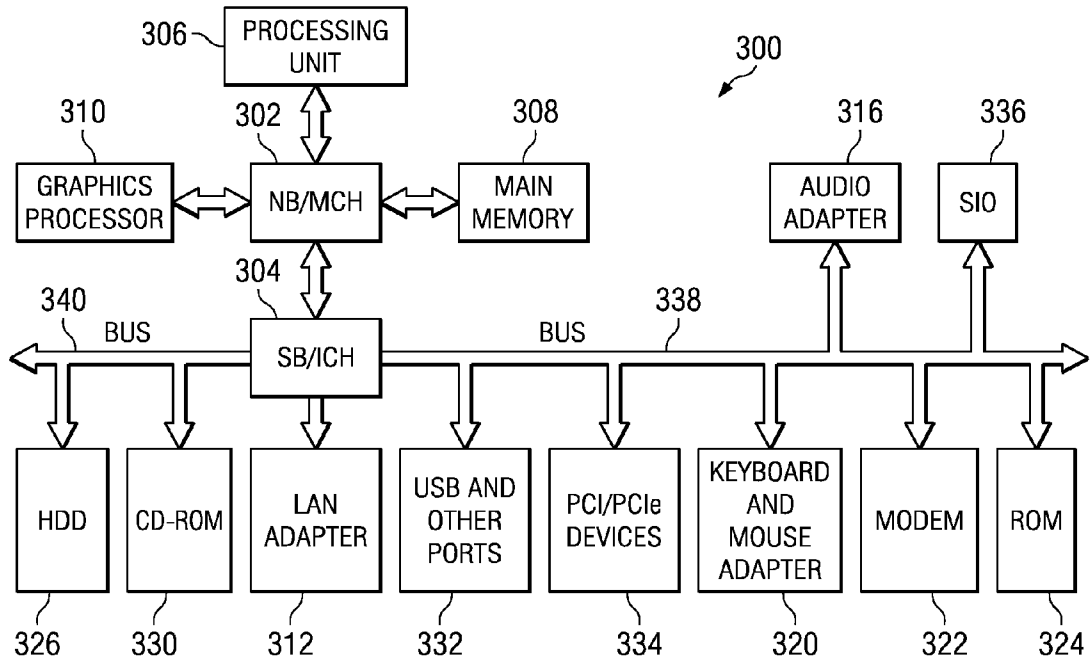 306
PROCESSING
UNIT
300
310
302
308
316
336
GRAPHICS
PROCESSOR
NB/MCH
MAIN
MEMORY
AUDIO
ADAPTER
SIO
304
340
338
BUS
SB/ICH
BUS
HDD
CD-ROM
LAN
ADAPTER
USB AND
OTHER
PORTS
PCI/PCIe
DEVICES
KEYBOARD
AND
MOUSE
ADAPTER
MODEM
ROM
326
330
312
332
334
320
322
324